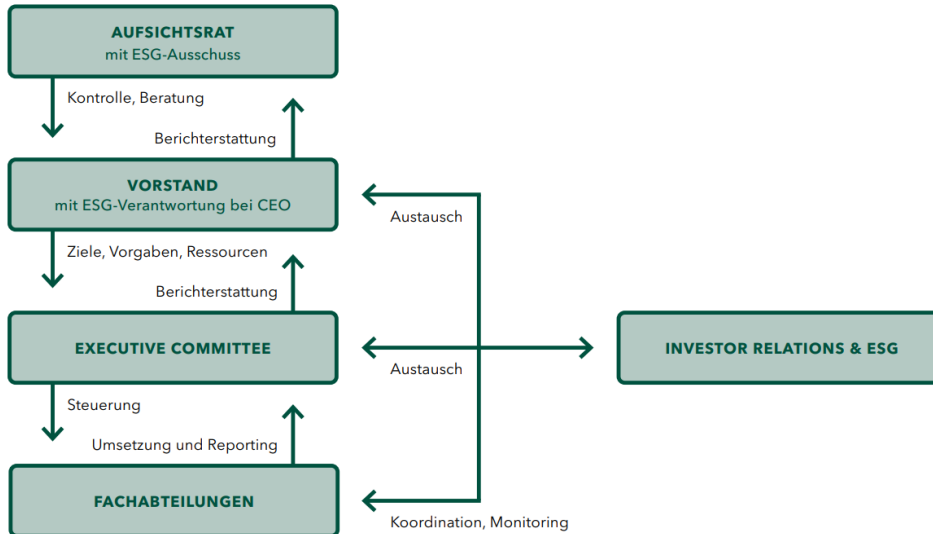 AUFSICHTSRAT
mit ESG-Ausschuss
Kontrolle, Beratung
Berichterstattung
VORSTAND
mit ESG-Verantwortung bei CEO
Austausch
Ziele, Vorgaben, Ressourcen
Berichterstattung
EXECUTIVE COMMITTEE
INVESTOR RELATIONS & ESG
Austausch
Steuerung
Umsetzung und Reporting
FACHABTEILUNGEN
Koordination, Monitoring